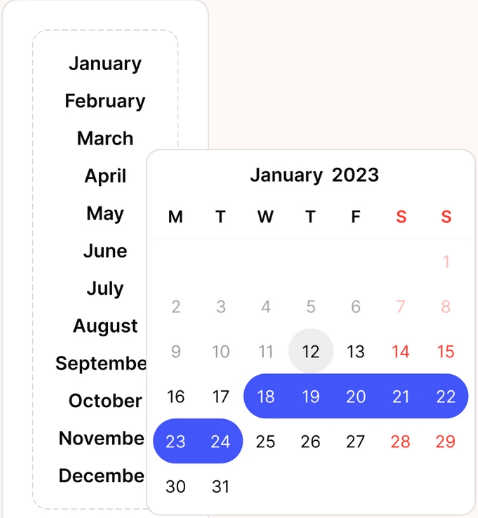 January
February
March
April
May
June
July
August
Septembe
October
Novembe
Decembe
January 2023
M T W T F S S
1
2 3 4 5 6 7 8
9 10 11 12 13 14 15
16 17 18 19 20 21 22
23 24 25 26 27 28 29
30 31